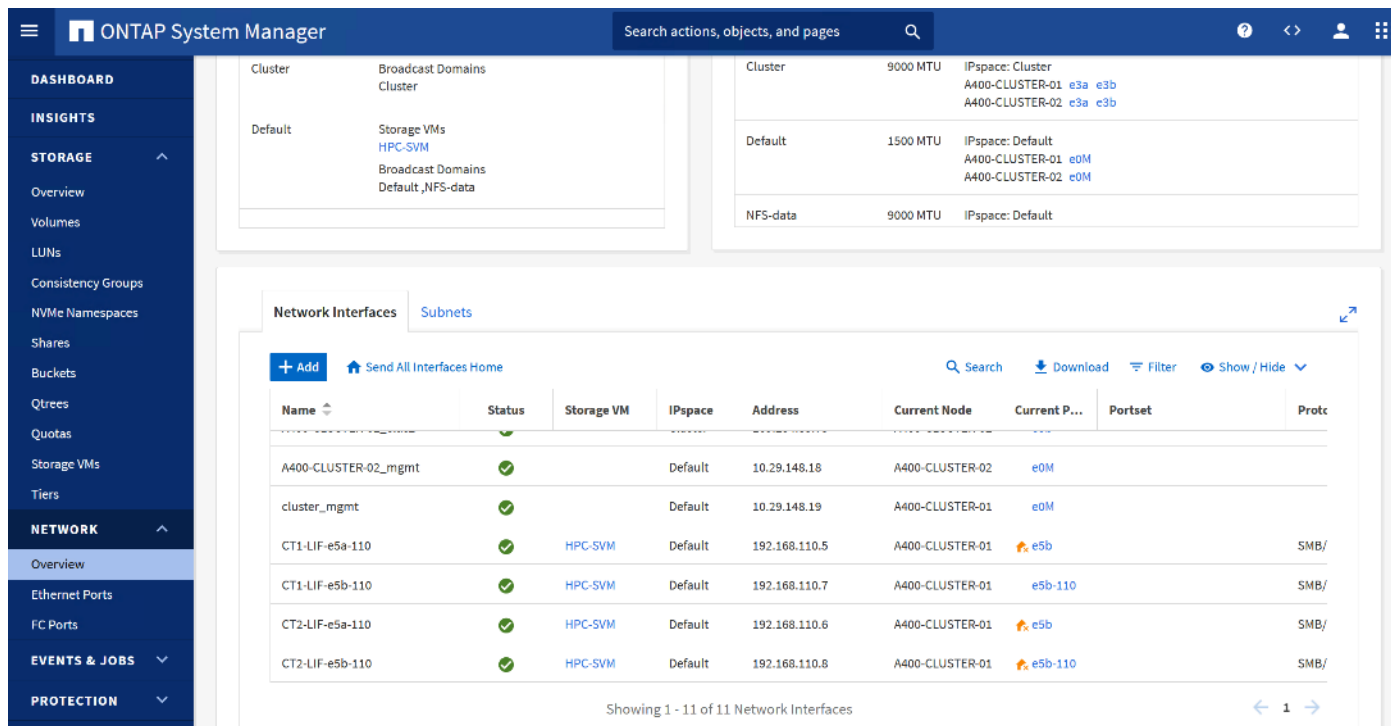 ONTAP System Manager
Search actions, objects, and pages
DASHBOARD
INSIGHTS
STORAGE
Overview
Volumes
LUNs
Consistency Groups
NVMe Namespaces
Shares
Buckets
Qtrees
Quotas
Storage VMs
Tiers
NETWORK
Overview
Ethernet Ports
FC Ports
EVENTS & JOBS
PROTECTION
Cluster Broadcast Domains
Cluster
Default Storage VMs
HPC-SVM
Broadcast Domains
Default ,NFS-data
Cluster 9000 MTU IPspace: Cluster
A400-CLUSTER-01 e3a e3b
A400-CLUSTER-02 e3a e3b
Default 1500 MTU IPspace: Default
A400-CLUSTER-01 e0M
A400-CLUSTER-02 e0M
NFS-data 9000 MTU IPspace: Default
Network Interfaces Subnets
+ Add Send All Interfaces Home Search Download Filter Show / Hide
Name Status Storage VM IPspace Address Current Node Current P... Portset Proto
A400-CLUSTER-02_mgmt Default 10.29.148.18 A400-CLUSTER-02 e0M
cluster_mgmt Default 10.29.148.19 A400-CLUSTER-01 e0M
CT1-LIF-e5a-110 HPC-SVM Default 192.168.110.5 A400-CLUSTER-01 e5b SMB/
CT1-LIF-e5b-110 HPC-SVM Default 192.168.110.7 A400-CLUSTER-01 e5b-110 SMB/
CT2-LIF-e5a-110 HPC-SVM Default 192.168.110.6 A400-CLUSTER-01 e5b SMB/
CT2-LIF-e5b-110 HPC-SVM Default 192.168.110.8 A400-CLUSTER-01 e5b-110 SMB/
Showing 1 - 11 of 11 Network Interfaces
← 1 →